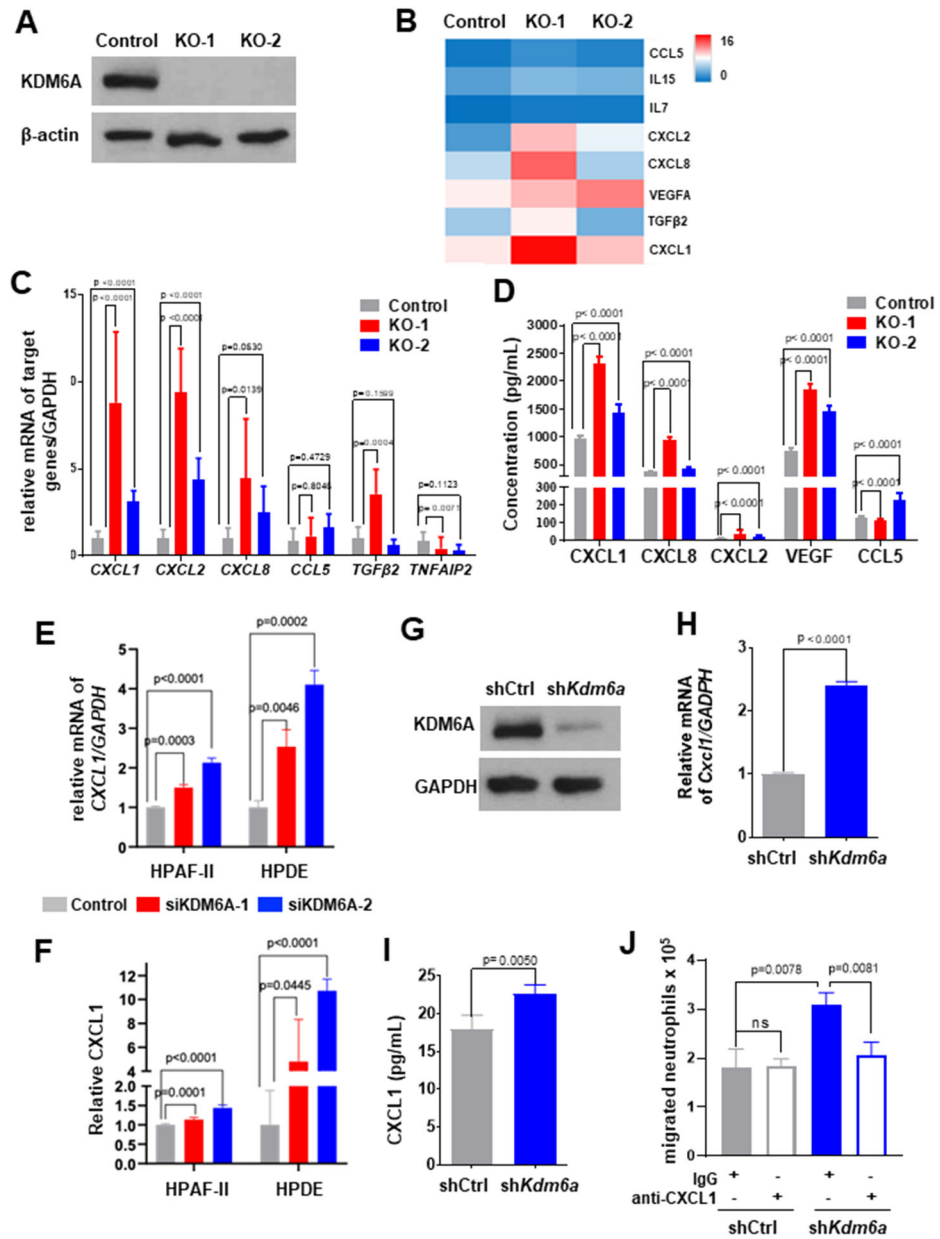 A
Control KO-1 KO-2
KDM6A
β-actin
B
Control KO-1 KO-2
CCL5
IL15
IL7
CXCL2
CXCL8
VEGFA
TGFβ2
CXCL1
16
0
C
relative mRNA of target
genes/GAPDH
15
0
5
0
p <0.0001
p <0.0001
p <0.0001
p <0.0001
p=0.0630
p=0.0139
p=0.4729
p=0.8046
p=0.1599
p=0.0004
p=0.1123
p=0.0071
Control
KO-1
KO-2
CXCL1 CXCL2 CXCL8 CCL5 TGFβ2 TNFAIP2
D
Concentration (pg/mL)
3000
2500
2000
1500
1000
500
200
100
0
p< 0.0001
p< 0.0001
p< 0.0001
p< 0.0001
p< 0.0001
p< 0.0001
p< 0.0001
p< 0.0001
p< 0.0001
p< 0.0001
Control
KO-1
KO-2
CXCL1 CXCL8 CXCL2 VEGF CCL5
E
relative mRNA of
CXCL1/GAPDH
5
4
3
2
1
0
p<0.0001
p=0.0003
p=0.0002
p=0.0046
HPAF-II HPDE
Control siKDM6A-1 siKDM6A-2
F
Relative CXCL1
12
10
8
6
4
2.0
1.5
1.0
0.5
0.0
p<0.0001
p=0.0001
p<0.0001
p=0.0445
HPAF-II HPDE
G
shCtrl shKdm6a
KDM6A
GAPDH
H
Relative mRNA
of Cxcl1/GADPH
3
2
1
0
p <0.0001
shCtrl shKdm6a
I
CXCL1 (pg/mL)
25
20
15
10
5
0
p= 0.0050
shCtrl shKdm6a
J
migrated neutrophils x 10⁵
4
3
2
1
0
p=0.0078
p=0.0081
ns
IgG + - + -
anti-CXCL1 - + - +
shCtrl shKdm6a